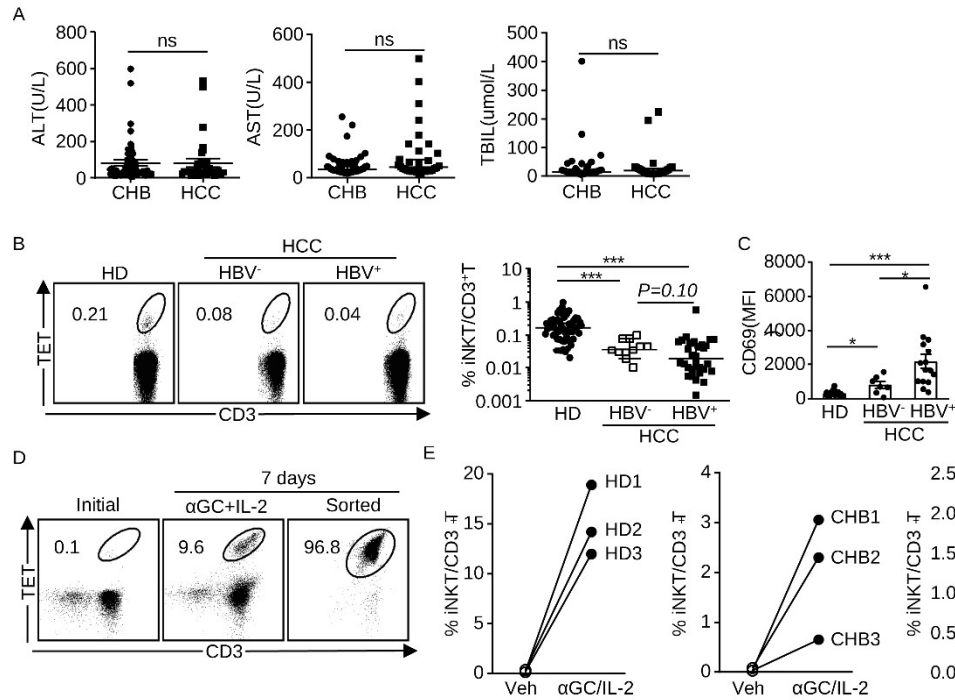 A
ALT(U/L)
800
600
400
200
0
ns
CHB
HCC
AST(U/L)
600
400
200
0
ns
CHB
HCC
TBIL(umol/L
500
400
300
200
100
50
0
ns
CHB
HCC
B
HCC
HD
HBV-
HBV+
0.21
0.08
0.04
TET
CD3
% iNKT/CD3+T
10
1
0.1
0.01
0.001
***
***
P=0.10
HD
HBV-
HBV+
HCC
C
CD69(MFI
8000
6000
4000
2000
0
***
*
*
HD
HBV-
HBV+
HCC
D
7 days
Initial
αGC+IL-2
Sorted
0.1
9.6
96.8
TET
CD3
E
% iNKT/CD3+T
20
15
10
5
0
HD1
HD2
HD3
Veh
αGC/IL-2
% iNKT/CD3+T
4
3
2
1
0
CHB1
CHB2
CHB3
Veh
αGC/IL-2
% iNKT/CD3+T
2.5
2.0
1.5
1.0
0.5
0.0